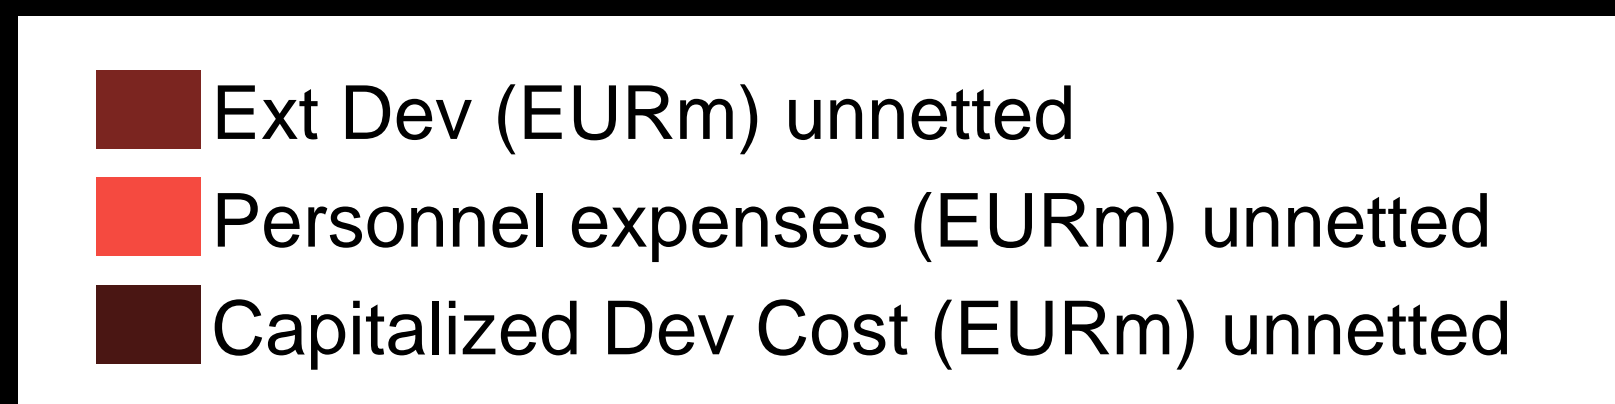 Ext Dev (EURm) unnetted
Personnel expenses (EURm) unnetted
Capitalized Dev Cost (EURm) unnetted